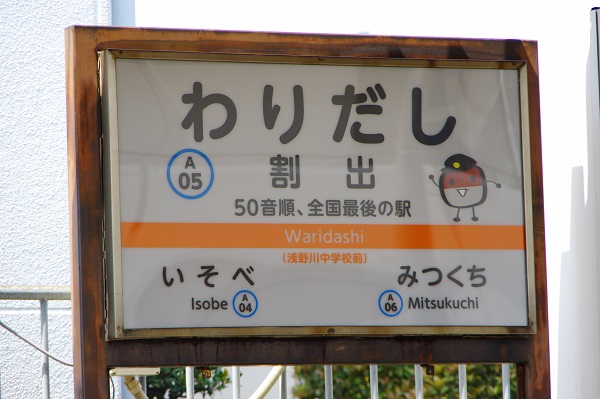 わりだし
A
05
割出
50音順、全国最後の駅
Waridashi
(浅野川中学校前)
いそべ
みつくち
Isobe A 04
A 06 Mitsukuchi